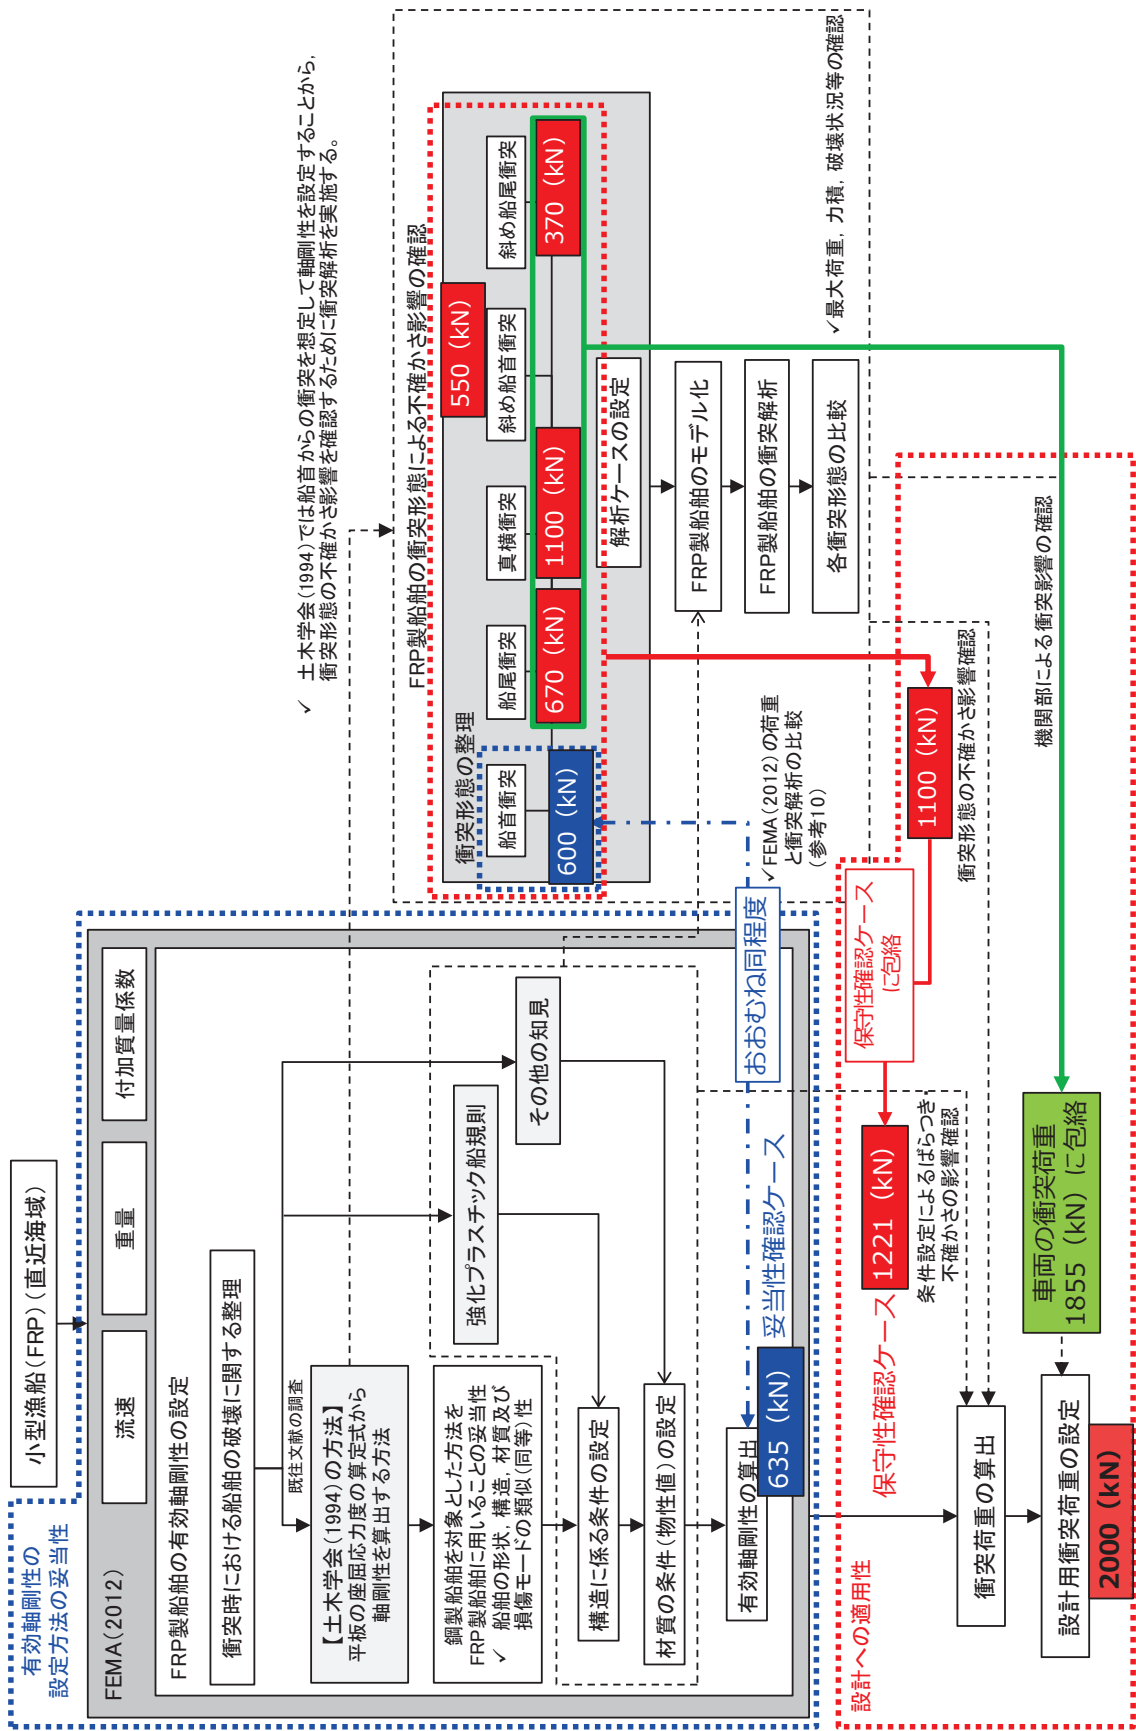 小型漁船(FRP)(直近海域)
有効軸剛性の
設定方法の妥当性
FEMA(2012)
流速
重量
付加質量係数
FRP製船舶の有効軸剛性の設定
衝突時における船舶の破壊に関する整理
既往文献の調査
【土木学会(1994)の方法】
平板の座屈応力度の算定式から
軸剛性を算出する方法
強化プラスチック船規則
その他の知見
鋼製船舶を対象とした方法を
FRP製船舶に用いることの妥当性
✓ 船舶の形状,構造,材質及び
損傷モードの類似(同等)性
構造に係る条件の設定
材質の条件(物性値)の設定
有効軸剛性の算出
635 (kN)
妥当性確認ケース
おおむね同程度
✓ 土木学会(1994)では船首からの衝突を想定して軸剛性を設定することから,
衝突形態の不確かさ影響を確認するために衝突解析を実施する。
FRP製船舶の衝突形態による不確かさ影響の確認
衝突形態の整理
船首衝突
船尾衝突
真横衝突
斜め船首衝突
斜め船尾衝突
600 (kN)
670 (kN)
1100 (kN)
550 (kN)
370 (kN)
解析ケースの設定
FRP製船舶のモデル化
FRP製船舶の衝突解析
各衝突形態の比較
✓FEMA(2012)の荷重
と衝突解析の比較
(参考10)
✓最大荷重,力積,破壊状況等の確認
設計への適用性
保守性確認ケース
1221 (kN)
保守性確認ケース
に包絡
1100 (kN)
衝突形態の不確かさ影響確認
条件設定によるばらつき・
不確かさの影響確認
機関部による衝突影響の確認
衝突荷重の算出
車両の衝突荷重
1855 (kN) に包絡
設計用衝突荷重の設定
2000 (kN)